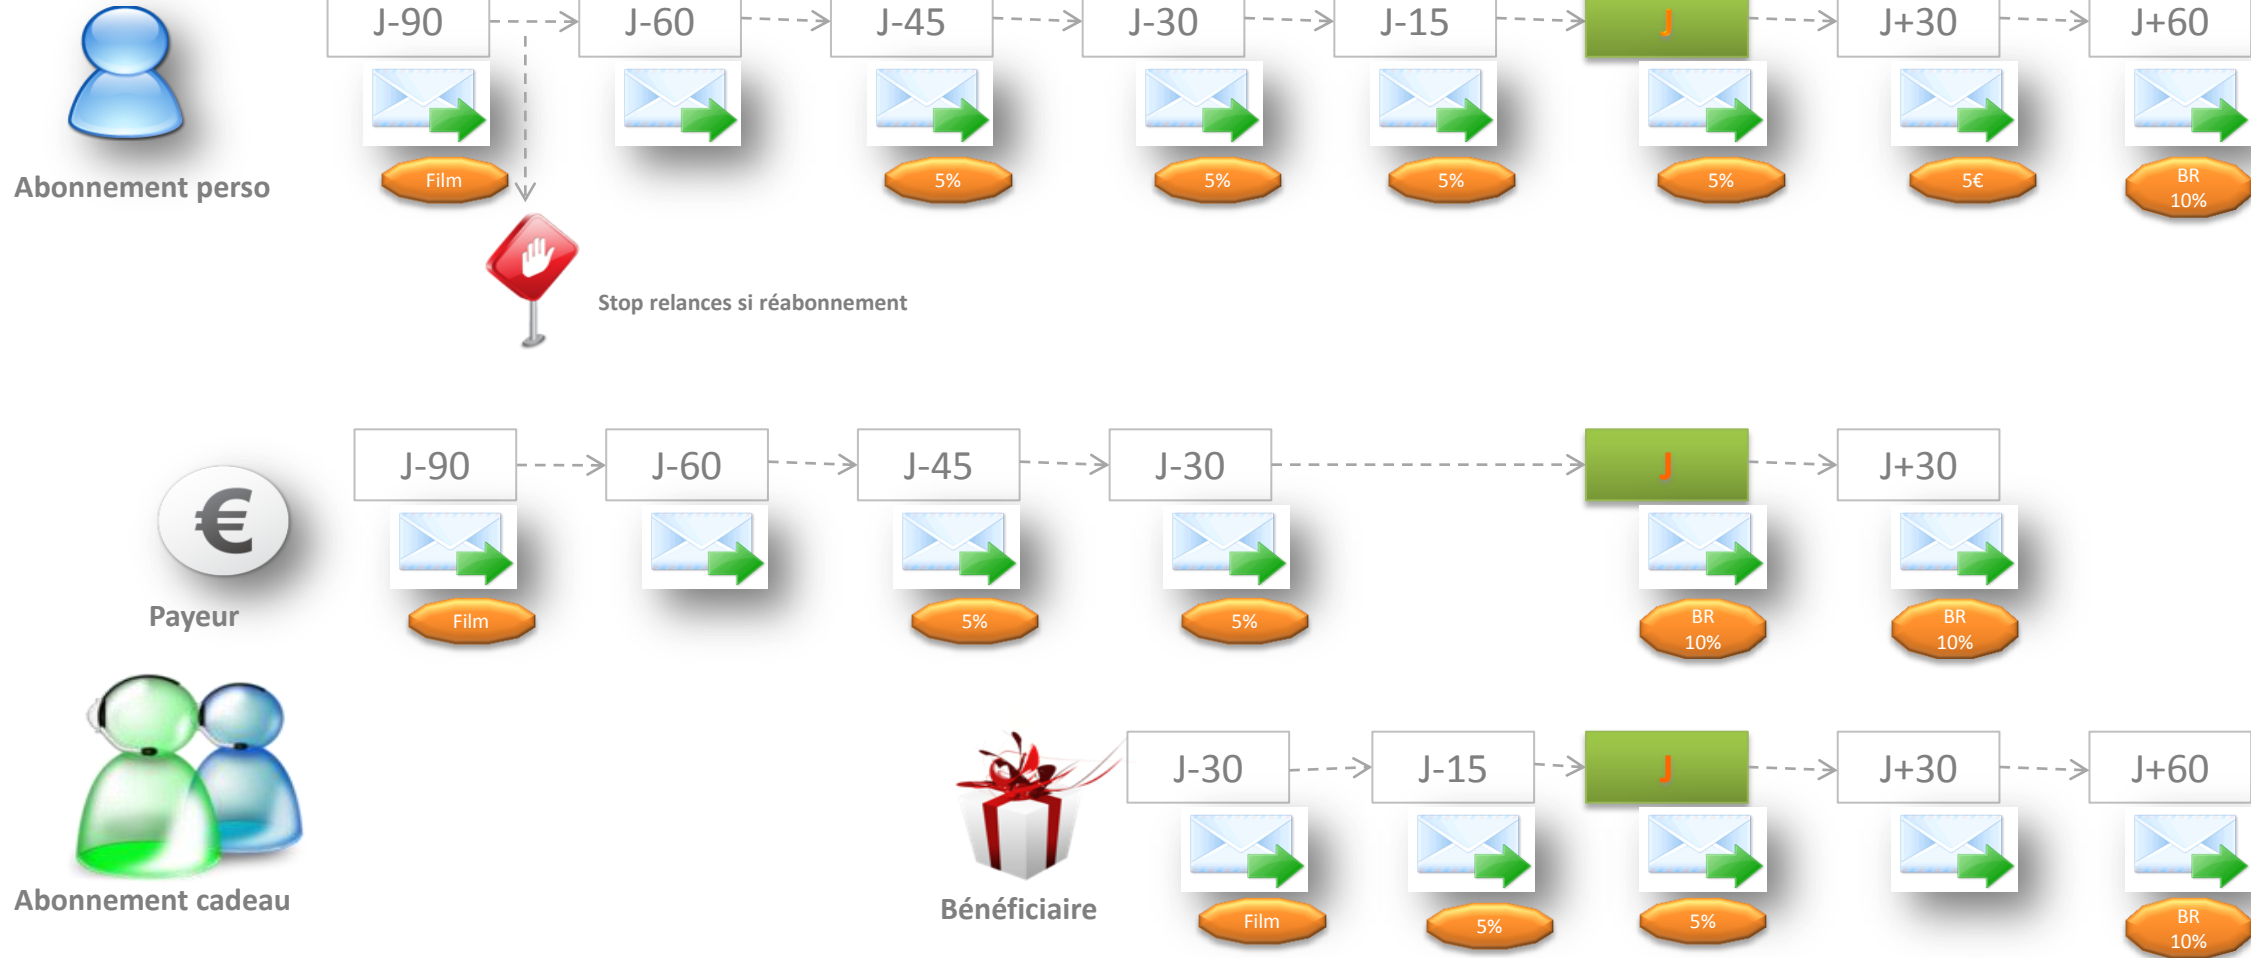 J-90
J-60
J-45
J-30
J-15
J
J+30
J+60
Film
5%
5%
5%
5%
5€
BR
10%
Abonnement perso
Stop relances si réabonnement
J-90
J-60
J-45
J-30
J
J+30
€
Payeur
Film
5%
5%
BR
10%
BR
10%
J-30
J-15
J
J+30
J+60
Abonnement cadeau
Bénéficiaire
Film
5%
5%
BR
10%